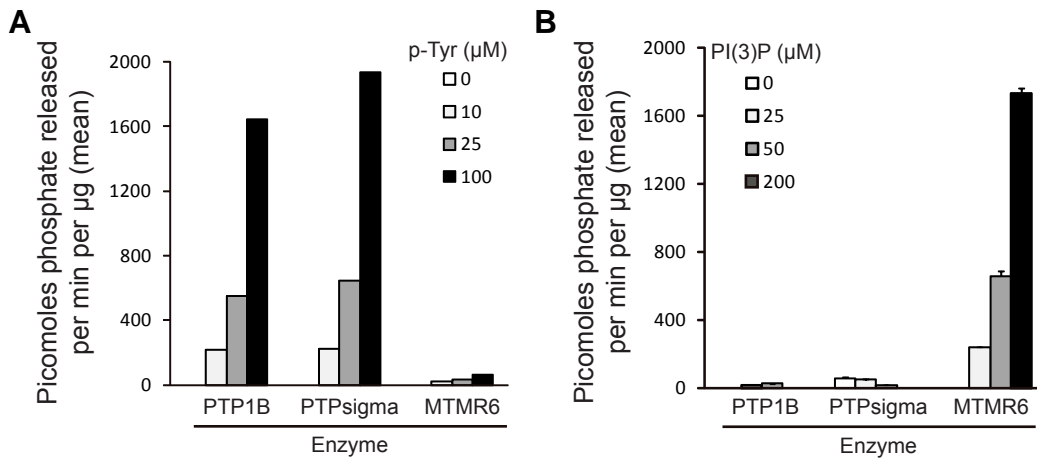 A
Picomoles phosphate released
per min per µg (mean)
p-Tyr (µM)
0
10
25
100
2000
1600
1200
800
400
0
PTP1B PTPsigma MTMR6
Enzyme
B
Picomoles phosphate released
per min per µg (mean)
PI(3)P (µM)
0
25
50
200
2000
1600
1200
800
400
0
PTP1B PTPsigma MTMR6
Enzyme